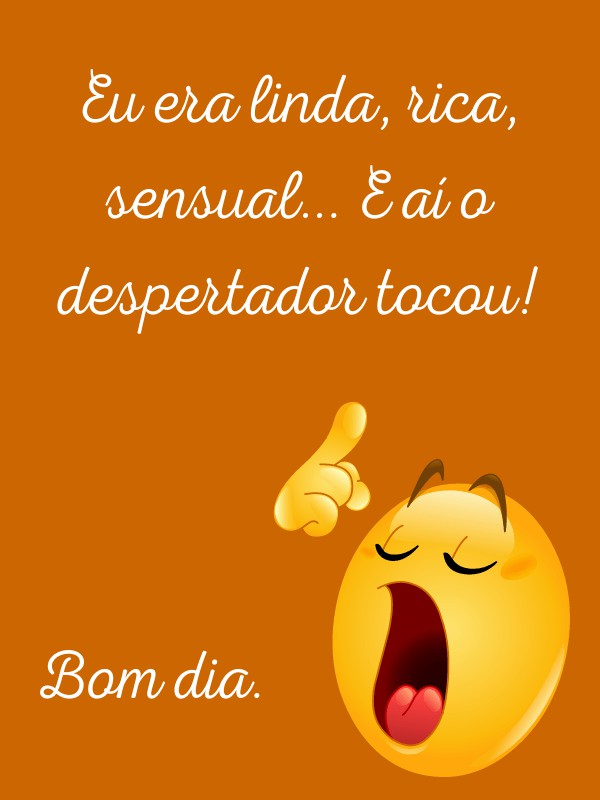 Eu era linda, rica,
sensual... E aí o
despertador tocou!
Bom dia.